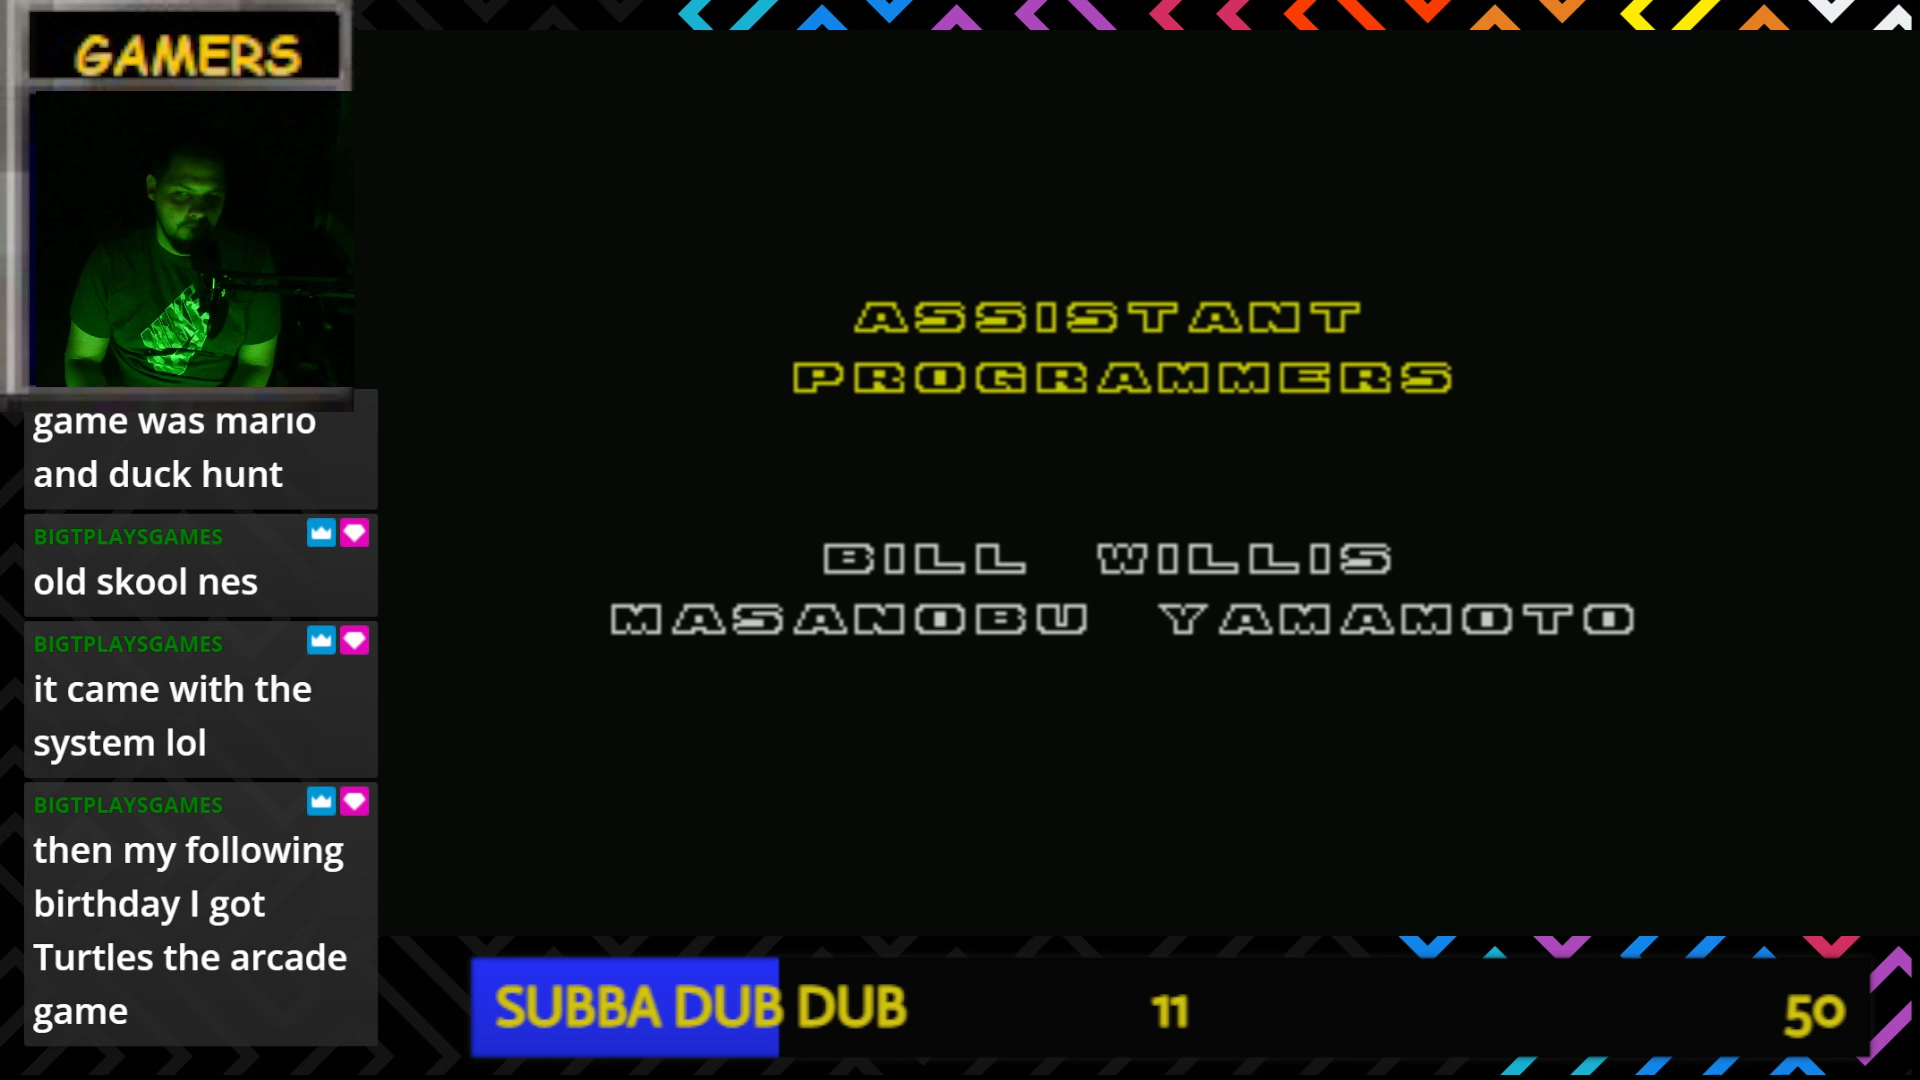 GAMERS
game was mario
and duck hunt
BIGTPLAYSGAMES
old skool nes
BIGTPLAYSGAMES
it came with the
system lol
BIGTPLAYSGAMES
then my following
birthday I got
Turtles the arcade
game
ASSISTANT
PROGRAMMERS
BILL WILLIS
MASANOBU YAMAMOTO
SUBBA DUB DUB 11 50